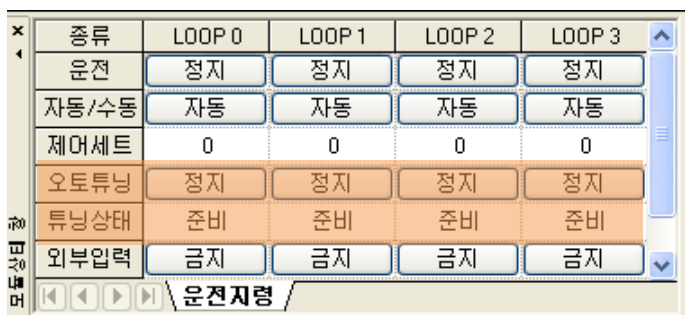 종류 LOOP 0 LOOP 1 LOOP 2 LOOP 3
운전 정지 정지 정지 정지
자동/수동 자동 자동 자동 자동
제어세트 0 0 0 0
오토튜닝 정지 정지 정지 정지
튜닝상태 준비 준비 준비 준비
외부입력 금지 금지 금지 금지
운전지령